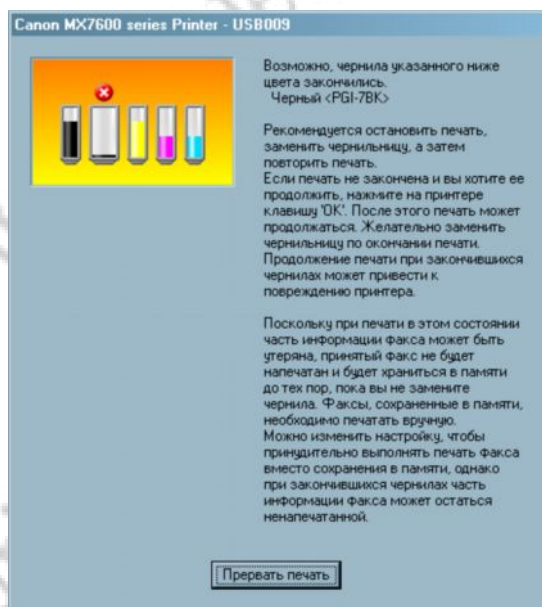 Canon MX7600 series Printer - USB009
Возможно, чернила указанного ниже
цвета закончились.
Черный <PGI-7BK>
Рекомендуется остановить печать,
заменить чернильницу, а затем
повторить печать.
Если печать не закончена и вы хотите ее
продолжить, нажмите на принтере
клавишу 'OK'. После этого печать может
продолжаться. Желательно заменить
чернильницу по окончании печати.
Продолжение печати при закончившихся
чернилах может привести к
повреждению принтера.
Поскольку при печати в этом состоянии
часть информации факса может быть
утеряна, принятый факс не будет
напечатан и будет храниться в памяти
до тех пор, пока вы не замените
чернила. Факсы, сохраненные в памяти,
необходимо печатать вручную.
Можно изменить настройку, чтобы
принудительно выполнять печать факса
вместо сохранения в памяти, однако
при закончившихся чернилах часть
информации факса может остаться
ненапечатанной.
Прервать печать